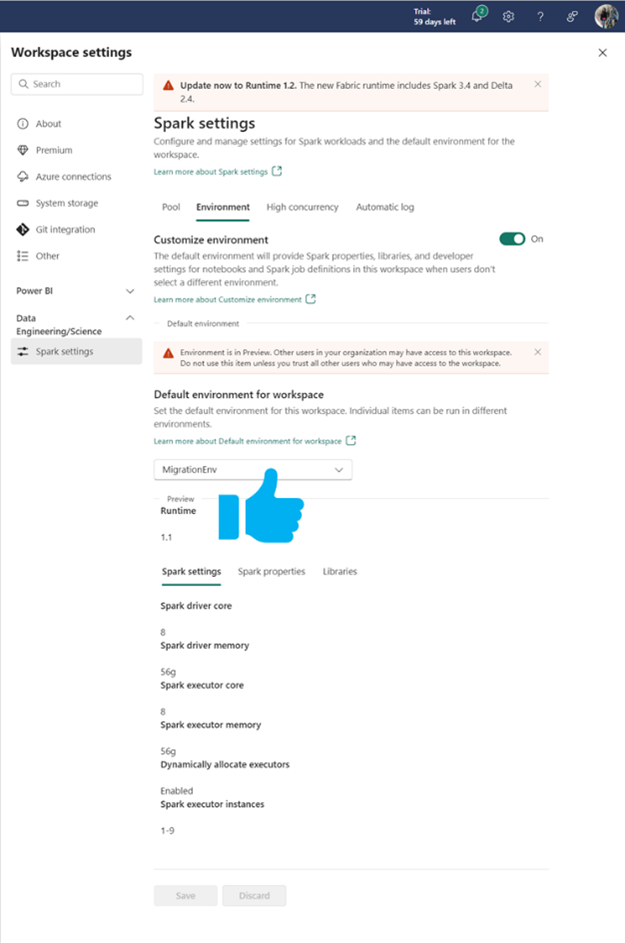 Trial:
59 days left
2
Workspace settings
Search
About
Premium
Azure connections
System storage
Git integration
Other
Power BI
Data
Engineering/Science
Spark settings
Update now to Runtime 1.2. The new Fabric runtime includes Spark 3.4 and Delta
2.4.
Spark settings
Configure and manage settings for Spark workloads and the default environment for the
workspace.
Learn more about Spark settings
Pool Environment High concurrency Automatic log
Customize environment
On
The default environment will provide Spark properties, libraries, and developer
settings for notebooks and Spark job definitions in this workspace when users don't
select a different environment.
Learn more about Customize environment
Default environment
Environment is in Preview. Other users in your organization may have access to this workspace.
Do not use this item unless you trust all other users who may have access to the workspace.
Default environment for workspace
Set the default environment for this workspace. Individual items can be run in different
environments.
Learn more about Default environment for workspace
MigrationEnv
Preview
Runtime
1.1
Spark settings Spark properties Libraries
Spark driver core
8
Spark driver memory
56g
Spark executor core
8
Spark executor memory
56g
Dynamically allocate executors
Enabled
Spark executor instances
1-9
Save Discard